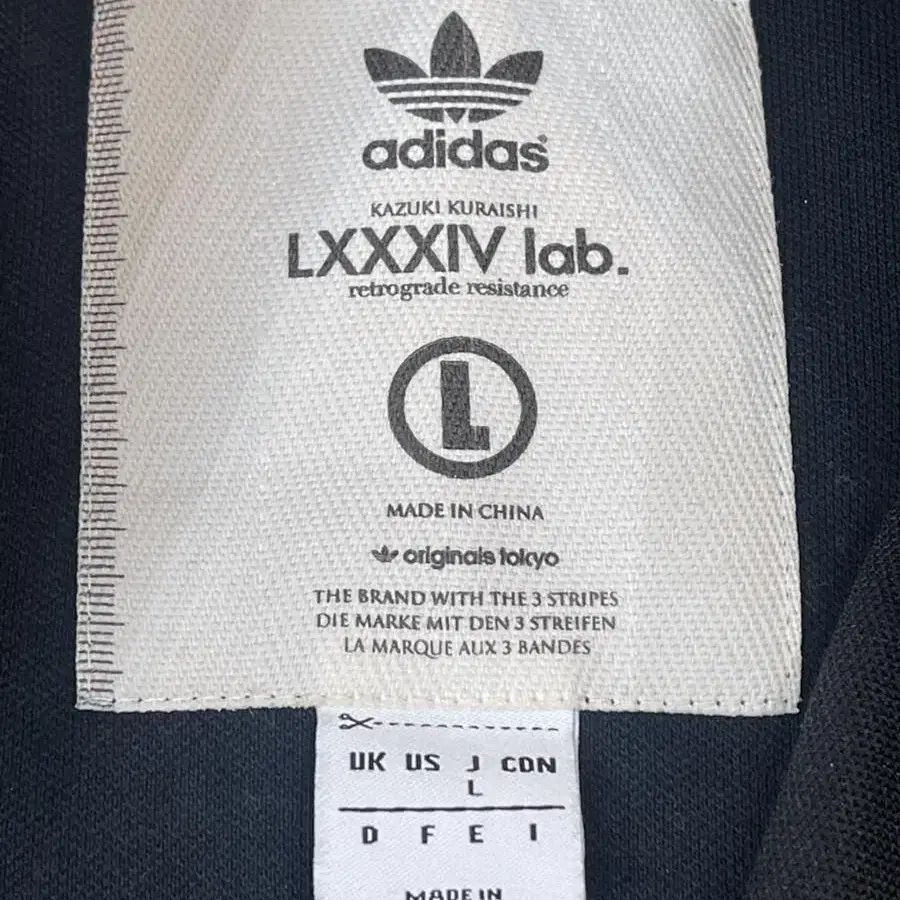 adidas®
KAZUKI KURAISHI
LXXXIV lab.
retrograde resistance
L
MADE IN CHINA
originals tokyo
THE BRAND WITH THE 3 STRIPES
DIE MARKE MIT DEN 3 STREIFEN
LA MARQUE AUX 3 BANDES
UK US J CDN
L
D F E I
MADE IN